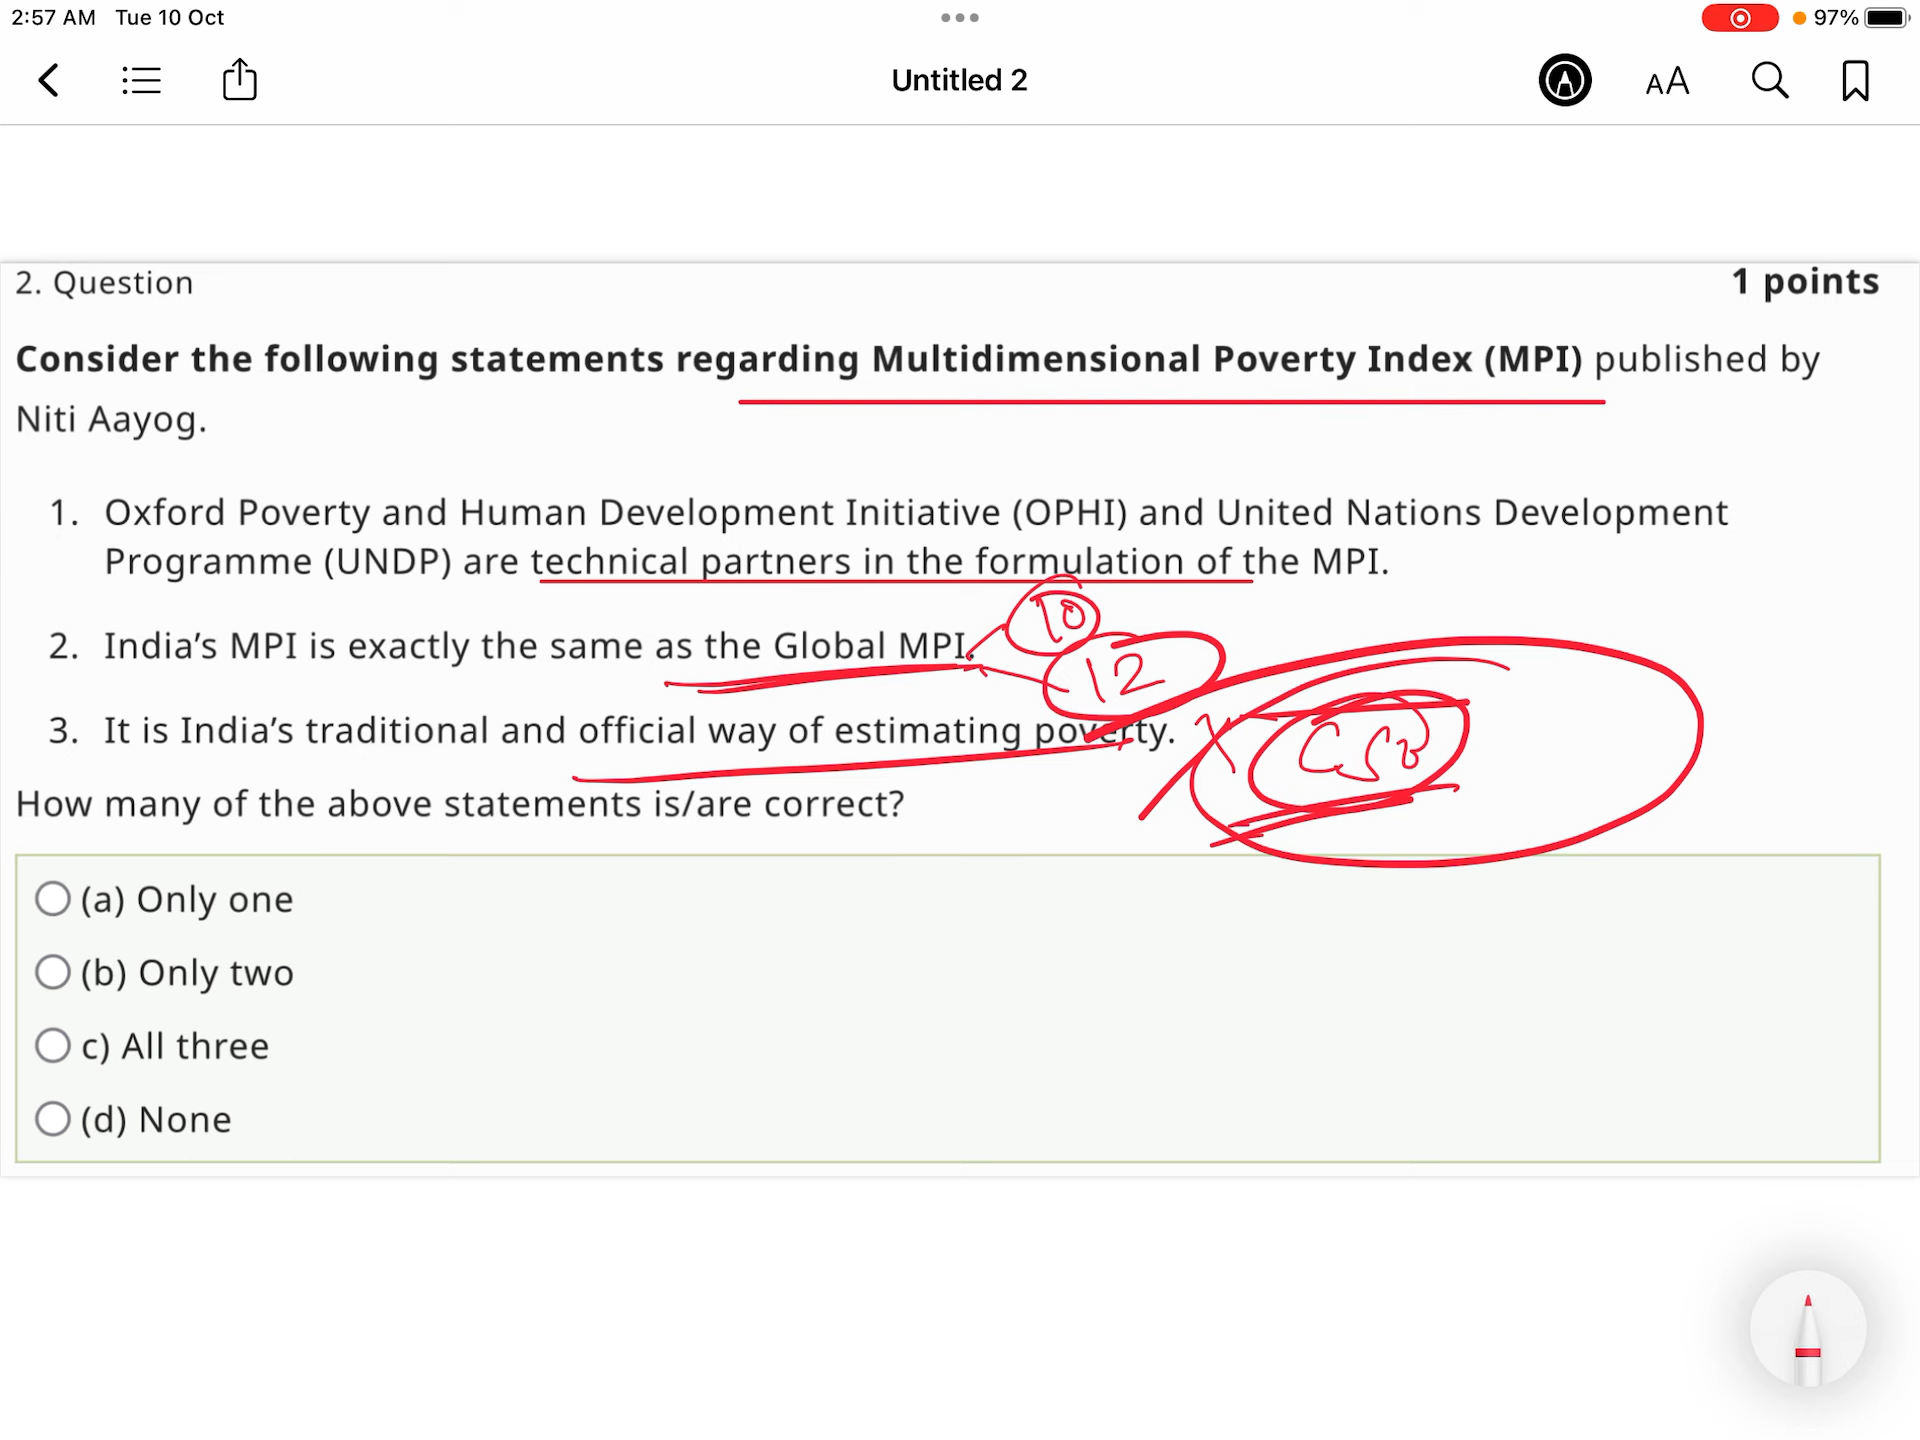 2:57 AM Tue 10 Oct
97%
Untitled 2
AA
2. Question
1 points
Consider the following statements regarding Multidimensional Poverty Index (MPI) published by
Niti Aayog.
1. Oxford Poverty and Human Development Initiative (OPHI) and United Nations Development
Programme (UNDP) are technical partners in the formulation of the MPI.
10
2. India’s MPI is exactly the same as the Global MPI.
12
3. It is India’s traditional and official way of estimating poverty.
How many of the above statements is/are correct?
(a) Only one
(b) Only two
c) All three
(d) None